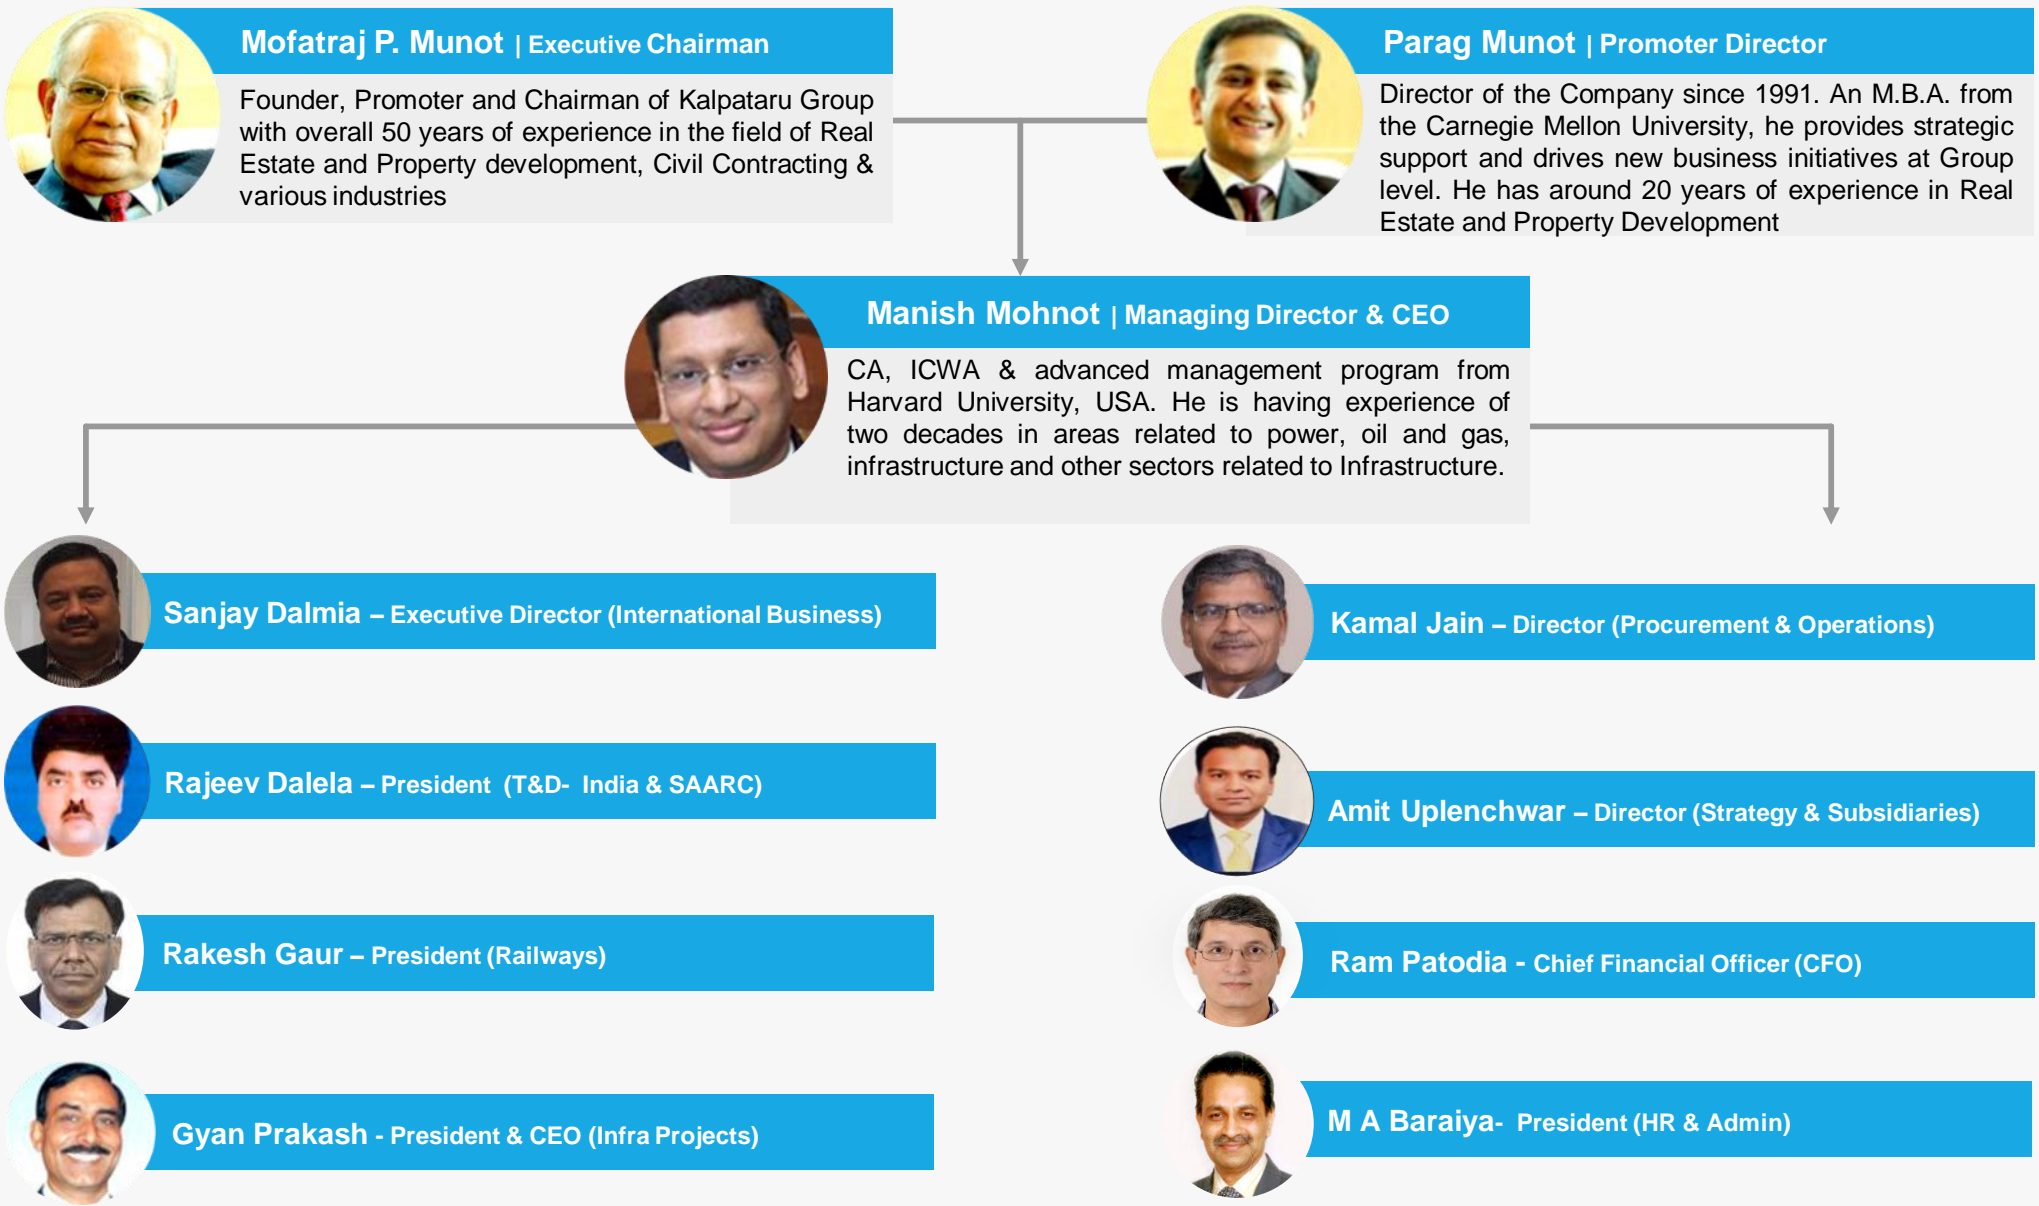 Mofatraj P. Munot | Executive Chairman
Founder, Promoter and Chairman of Kalpataru Group
with overall 50 years of experience in the field of Real
Estate and Property development, Civil Contracting &
various industries
Parag Munot | Promoter Director
Director of the Company since 1991. An M.B.A. from
the Carnegie Mellon University, he provides strategic
support and drives new business initiatives at Group
level. He has around 20 years of experience in Real
Estate and Property Development
Manish Mohnot | Managing Director & CEO
CA, ICWA & advanced management program from
Harvard University, USA. He is having experience of
two decades in areas related to power, oil and gas,
infrastructure and other sectors related to Infrastructure.
Sanjay Dalmia – Executive Director (International Business)
Rajeev Dalela – President (T&D- India & SAARC)
Rakesh Gaur – President (Railways)
Gyan Prakash - President & CEO (Infra Projects)
Kamal Jain – Director (Procurement & Operations)
Amit Uplenchwar – Director (Strategy & Subsidiaries)
Ram Patodia - Chief Financial Officer (CFO)
M A Baraiya- President (HR & Admin)